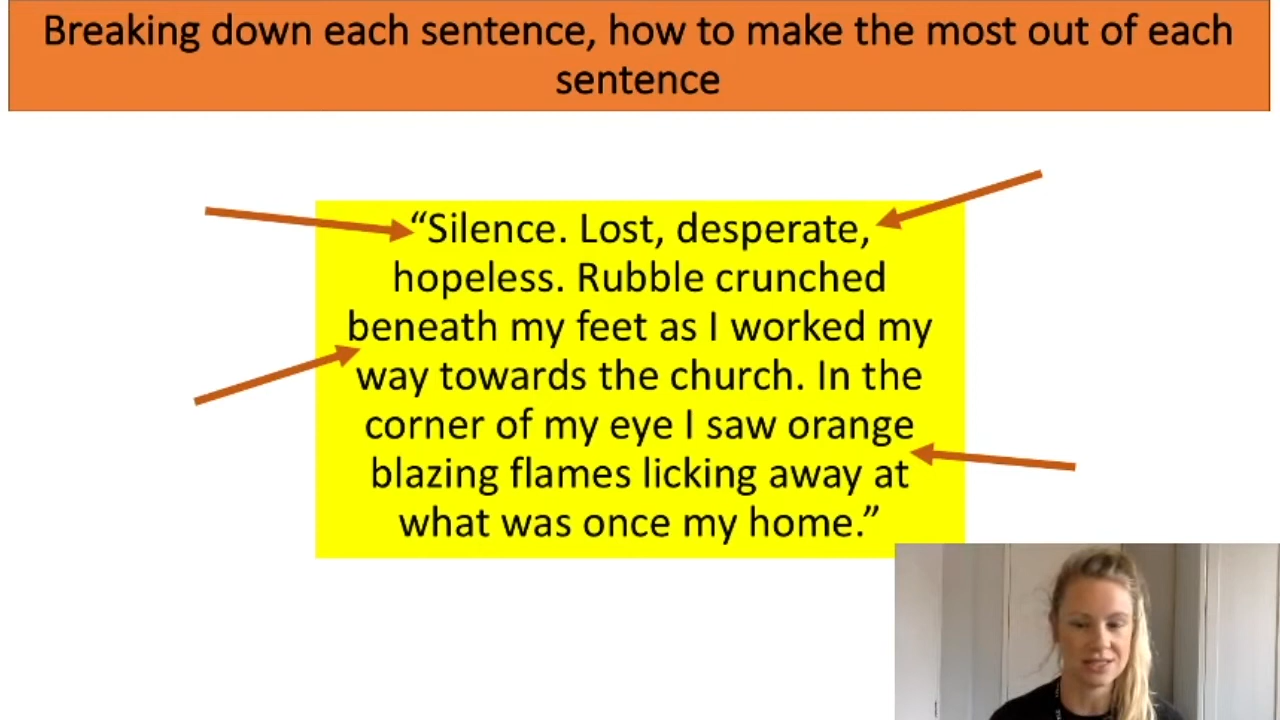 Breaking down each sentence, how to make the most out of each
sentence
“Silence. Lost, desperate,
hopeless. Rubble crunched
beneath my feet as I worked my
way towards the church. In the
corner of my eye I saw orange
blazing flames licking away at
what was once my home.”